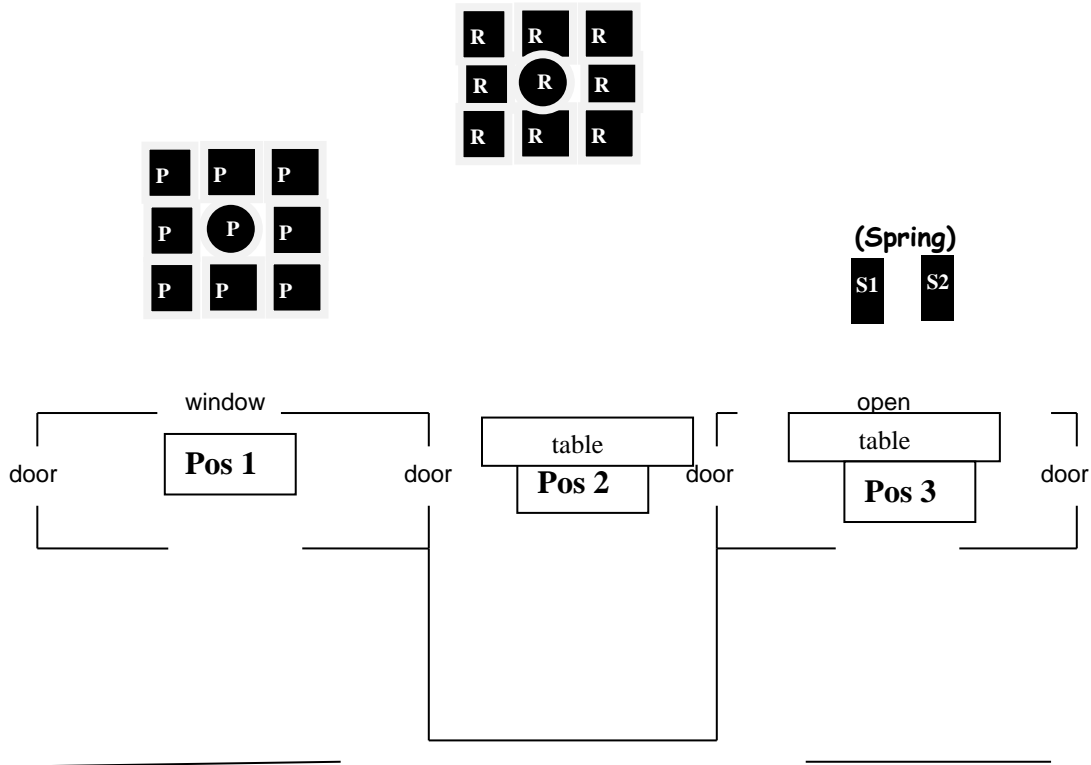 R R R
R R R
R R R
P P P
P P P
P P P
(Spring)
S1 S2
window
open
table
table
door
Pos 1
door
Pos 2
door
Pos 3
door